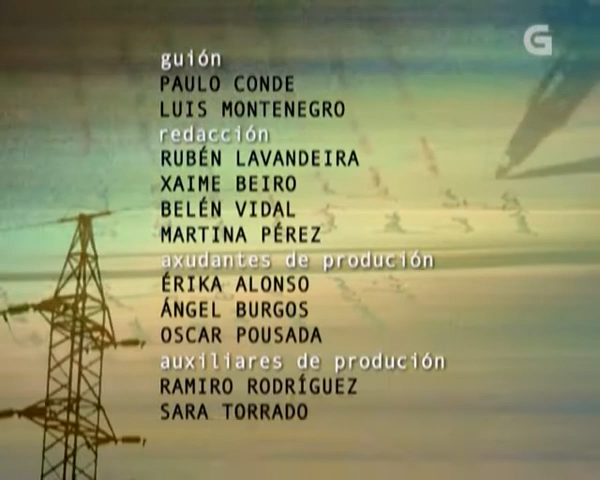 guión
PAULO CONDE
LUIS MONTENEGRO
redacción
RUBÉN LAVANDEIRA
XAIME BEIRO
BELÉN VIDAL
MARTINA PÉREZ
axudantes de produción
ÉRIKA ALONSO
ÁNGEL BURGOS
OSCAR POUSADA
auxiliares de produción
RAMIRO RODRÍGUEZ
SARA TORRADO